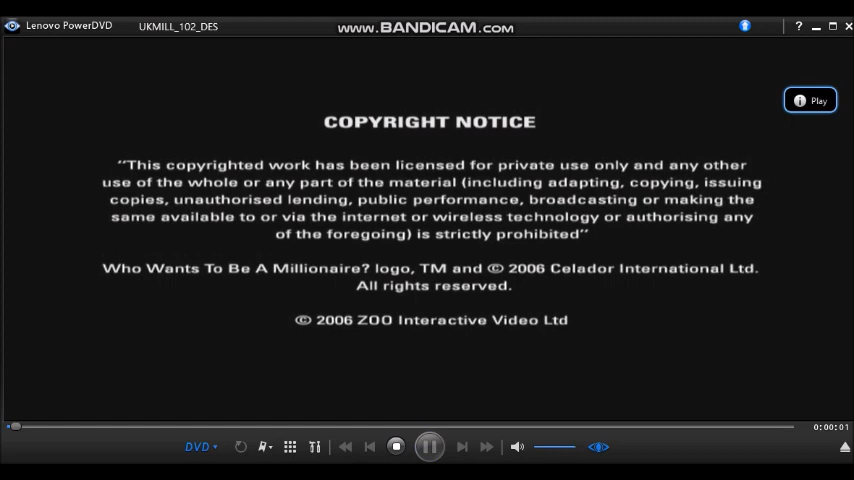 Lenovo PowerDVD UKMILL_102_DES www.BANDICAM.com ?
Play
COPYRIGHT NOTICE
"This copyrighted work has been licensed for private use only and any other
use of the whole or any part of the material (including adapting, copying, issuing
copies, unauthorised lending, public performance, broadcasting or making the
same available to or via the internet or wireless technology or authorising any
of the foregoing) is strictly prohibited"
Who Wants To Be A Millionaire? logo, TM and © 2006 Celador International Ltd.
All rights reserved.
© 2006 ZOO Interactive Video Ltd
0:00:01
DVD